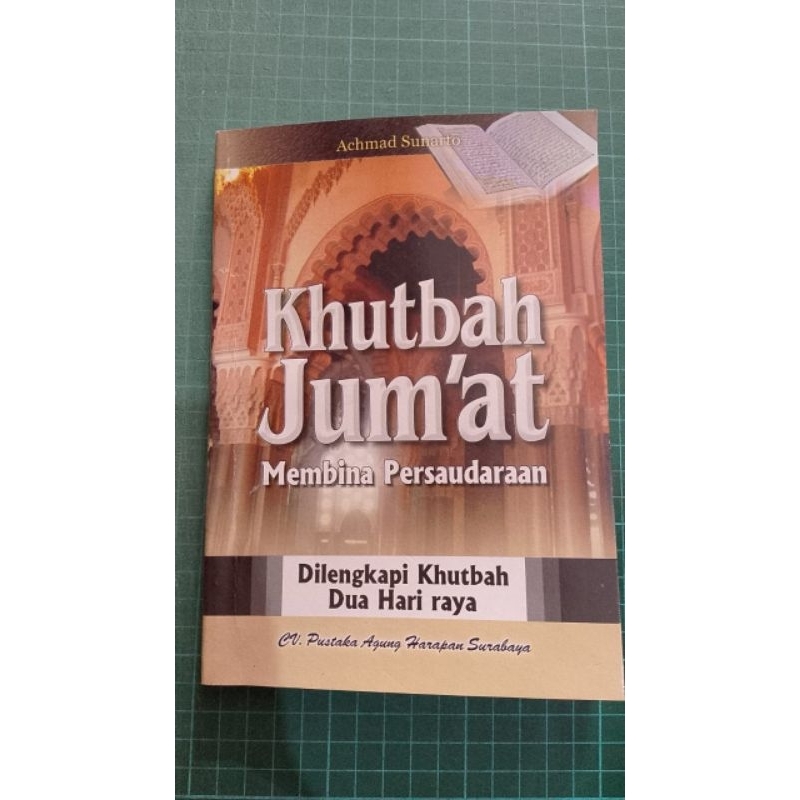 Achmad Sunarto
Khutbah
Jum'at
Membina Persaudaraan
Dilengkapi Khutbah
Dua Hari raya
CV. Pustaka Agung Harapan Surabaya